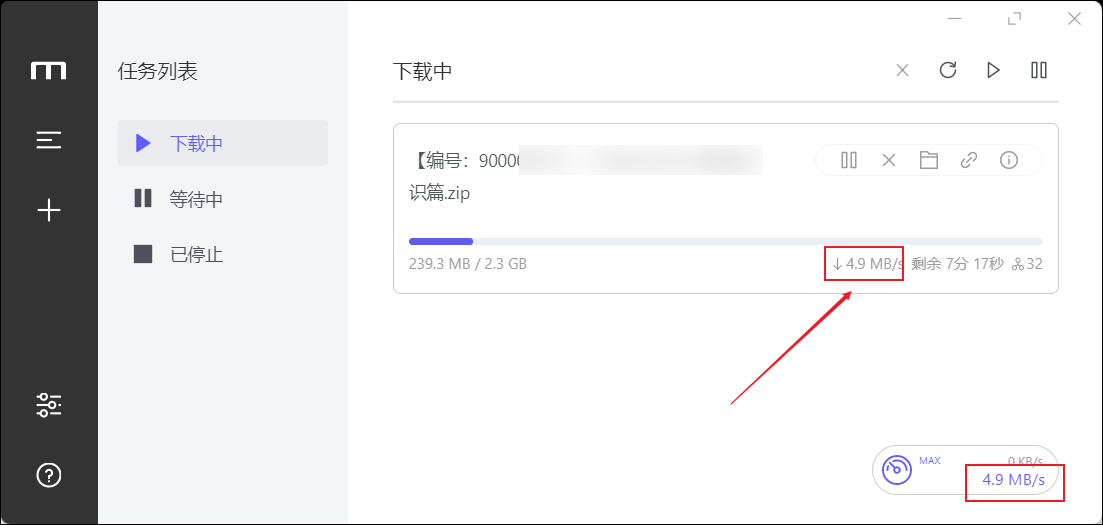 任务列表
下载中
等待中
已停止
下载中
【编号：90000
识篇.zip
239.3 MB / 2.3 GB
↓ 4.9 MB/s 剩余 7分 17秒 32
MAX
0 KB/s
4.9 MB/s